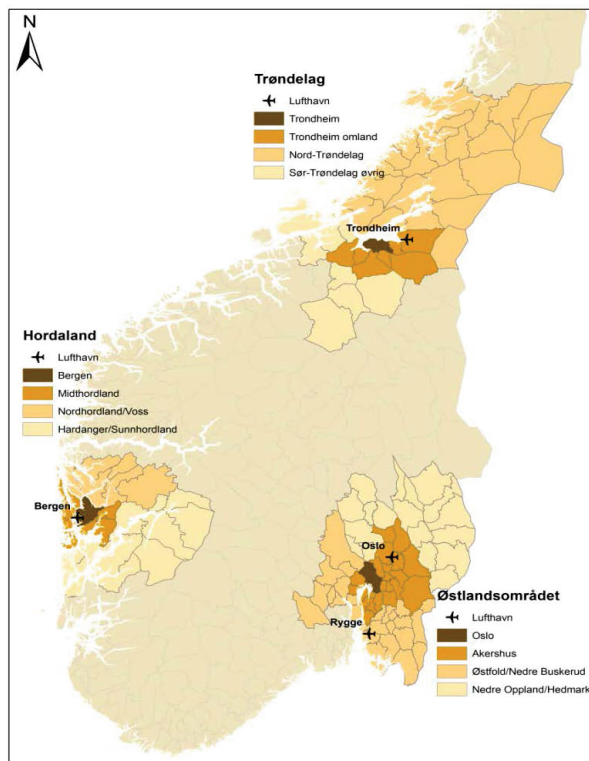 N
Trøndelag
Lufthavn
Trondheim
Trondheim omland
Nord-Trøndelag
Sør-Trøndelag øvrig
Trondheim
Hordaland
Lufthavn
Bergen
Midthordland
Nordhordland/Voss
Hardanger/Sunnhordland
Bergen
Oslo
Rygge
Østlandsområdet
Lufthavn
Oslo
Akershus
Østfold/Nedre Buskerud
Nedre Oppland/Hedmark